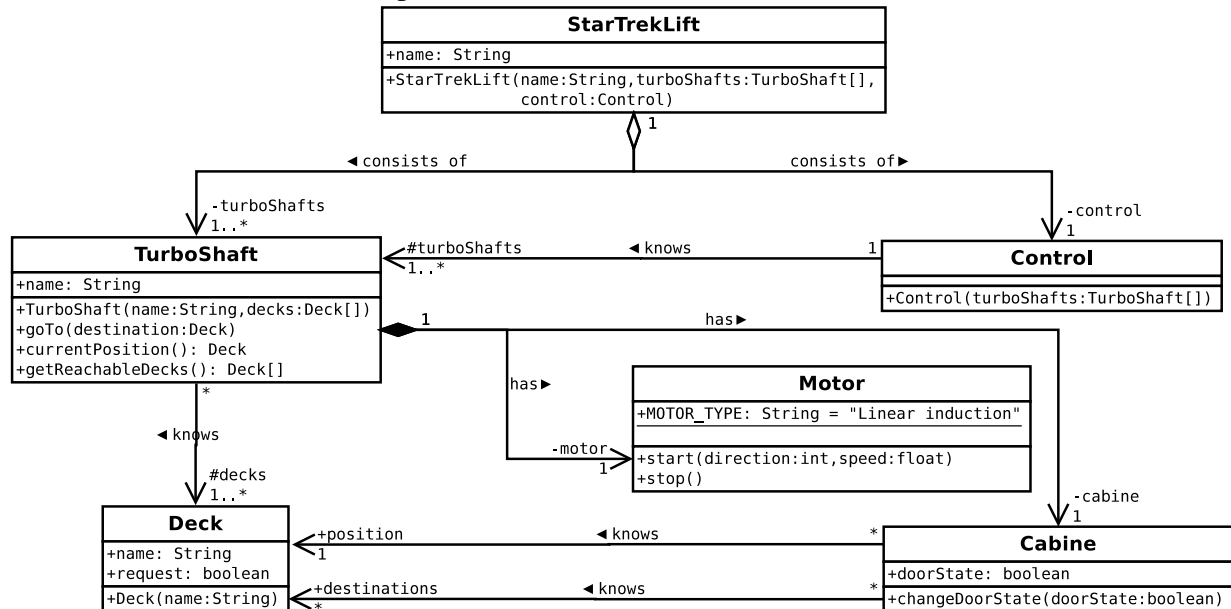 StarTrekLift
+name: String
+StarTrekLift(name:String,turboShafts:TurboShaft[],
control:Control)
1
◄ consists of
consists of►
-turboShafts
1..*
-control
1
TurboShaft
+name: String
+TurboShaft(name:String,decks:Deck[])
+goTo(destination:Deck)
+currentPosition(): Deck
+getReachableDecks(): Deck[]
#turboShafts
1..*
◄ knows
1
Control
+Control(turboShafts:TurboShaft[])
1
has►
has►
-motor
1
Motor
+MOTOR_TYPE: String = "Linear induction"
+start(direction:int,speed:float)
+stop()
*
◄ knows
#decks
1..*
-cabine
1
Deck
+name: String
+request: boolean
+Deck(name:String)
+position
1
◄ knows
*
+destinations
*
◄ knows
*
Cabine
+doorState: boolean
+changeDoorState(doorState:boolean)